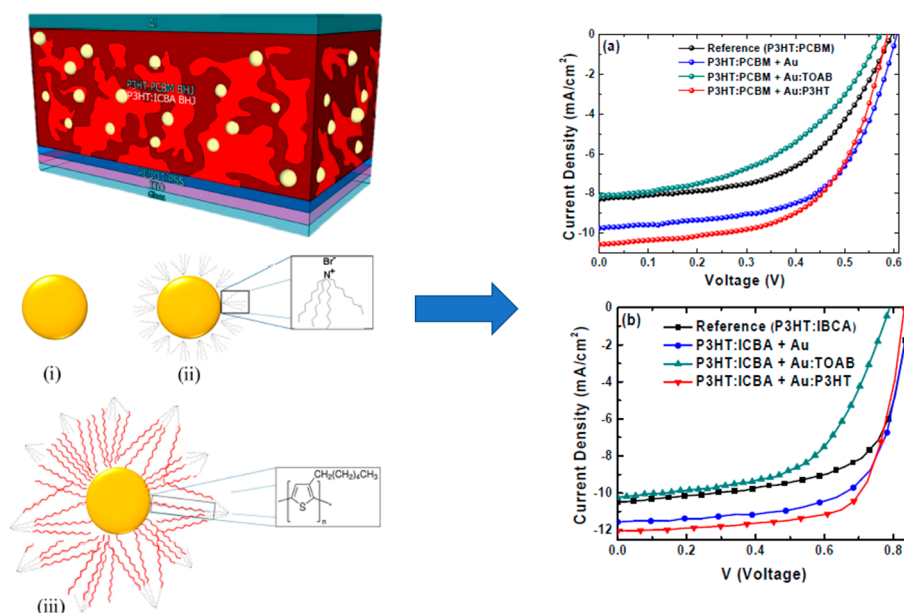 Al
P3HT:PCBM BHJ
P3HT:ICBA BHJ
PEDOT:PSS
ITO
Glass
(i)
(ii)
Br-
N+
(iii)
CH2(CH2)4CH3
S
n
(a)
Reference (P3HT:PCBM)
P3HT:PCBM + Au
P3HT:PCBM + Au:TOAB
P3HT:PCBM + Au:P3HT
Current Density (mA/cm2)
0
-2
-4
-6
-8
-10
0.0 0.1 0.2 0.3 0.4 0.5 0.6
Voltage (V)
(b)
Reference (P3HT:IBCA)
P3HT:ICBA + Au
P3HT:ICBA + Au:TOAB
P3HT:ICBA + Au:P3HT
Current Density (mA/cm2)
0
-2
-4
-6
-8
-10
-12
0.0 0.2 0.4 0.6 0.8
V (Voltage)